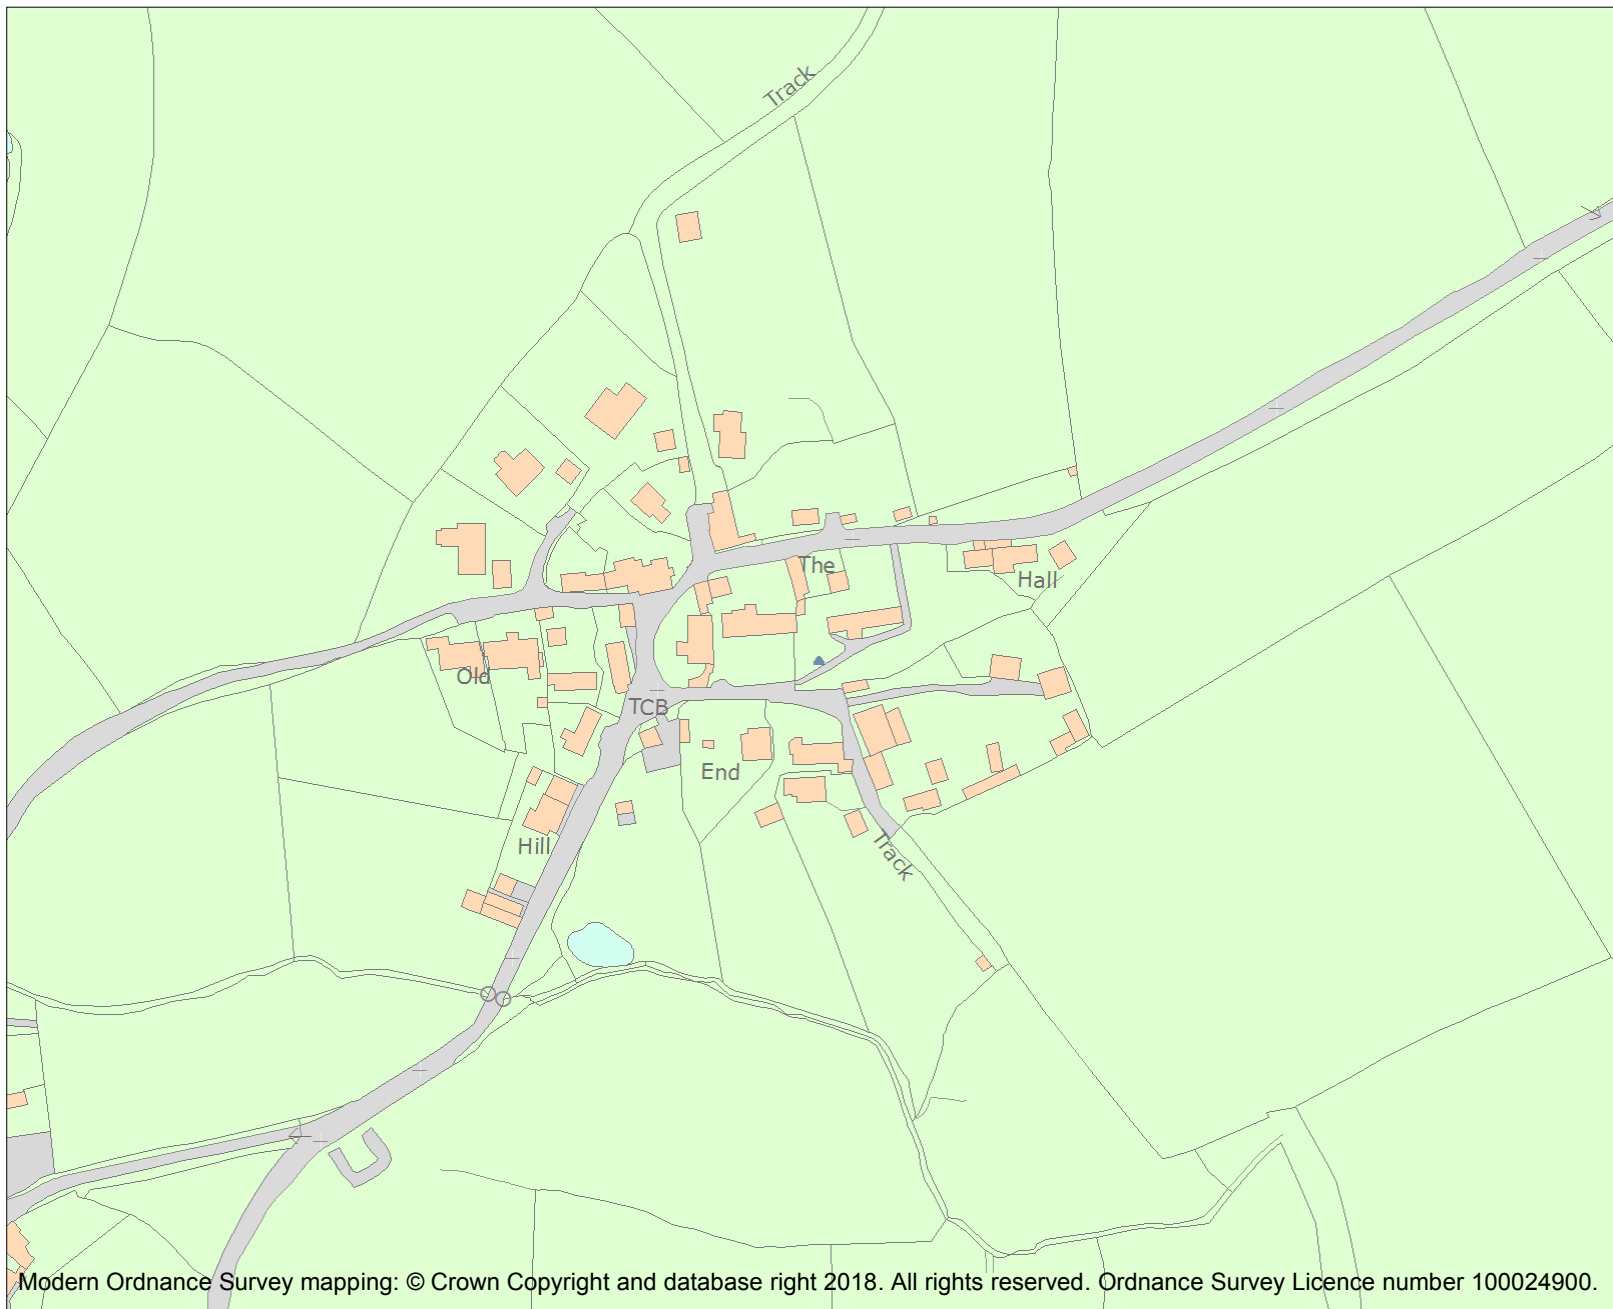 Track
The
Hall
Old
TCB
End
Hill
Track
Modern Ordnance Survey mapping: © Crown Copyright and database right 2018. All rights reserved. Ordnance Survey Licence number 100024900.